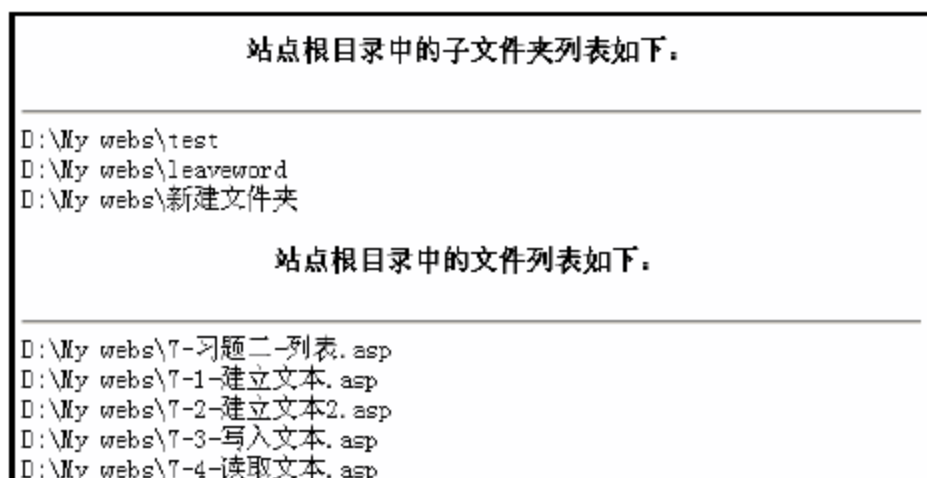 站点根目录中的子文件夹列表如下：
D:\My webs\test
D:\My webs\leaveword
D:\My webs\新建文件夹
站点根目录中的文件列表如下：
D:\My webs\7-习题二-列表.asp
D:\My webs\7-1-建立文本.asp
D:\My webs\7-2-建立文本2.asp
D:\My webs\7-3-写入文本.asp
D:\My webs\7-4-读取文本.asp